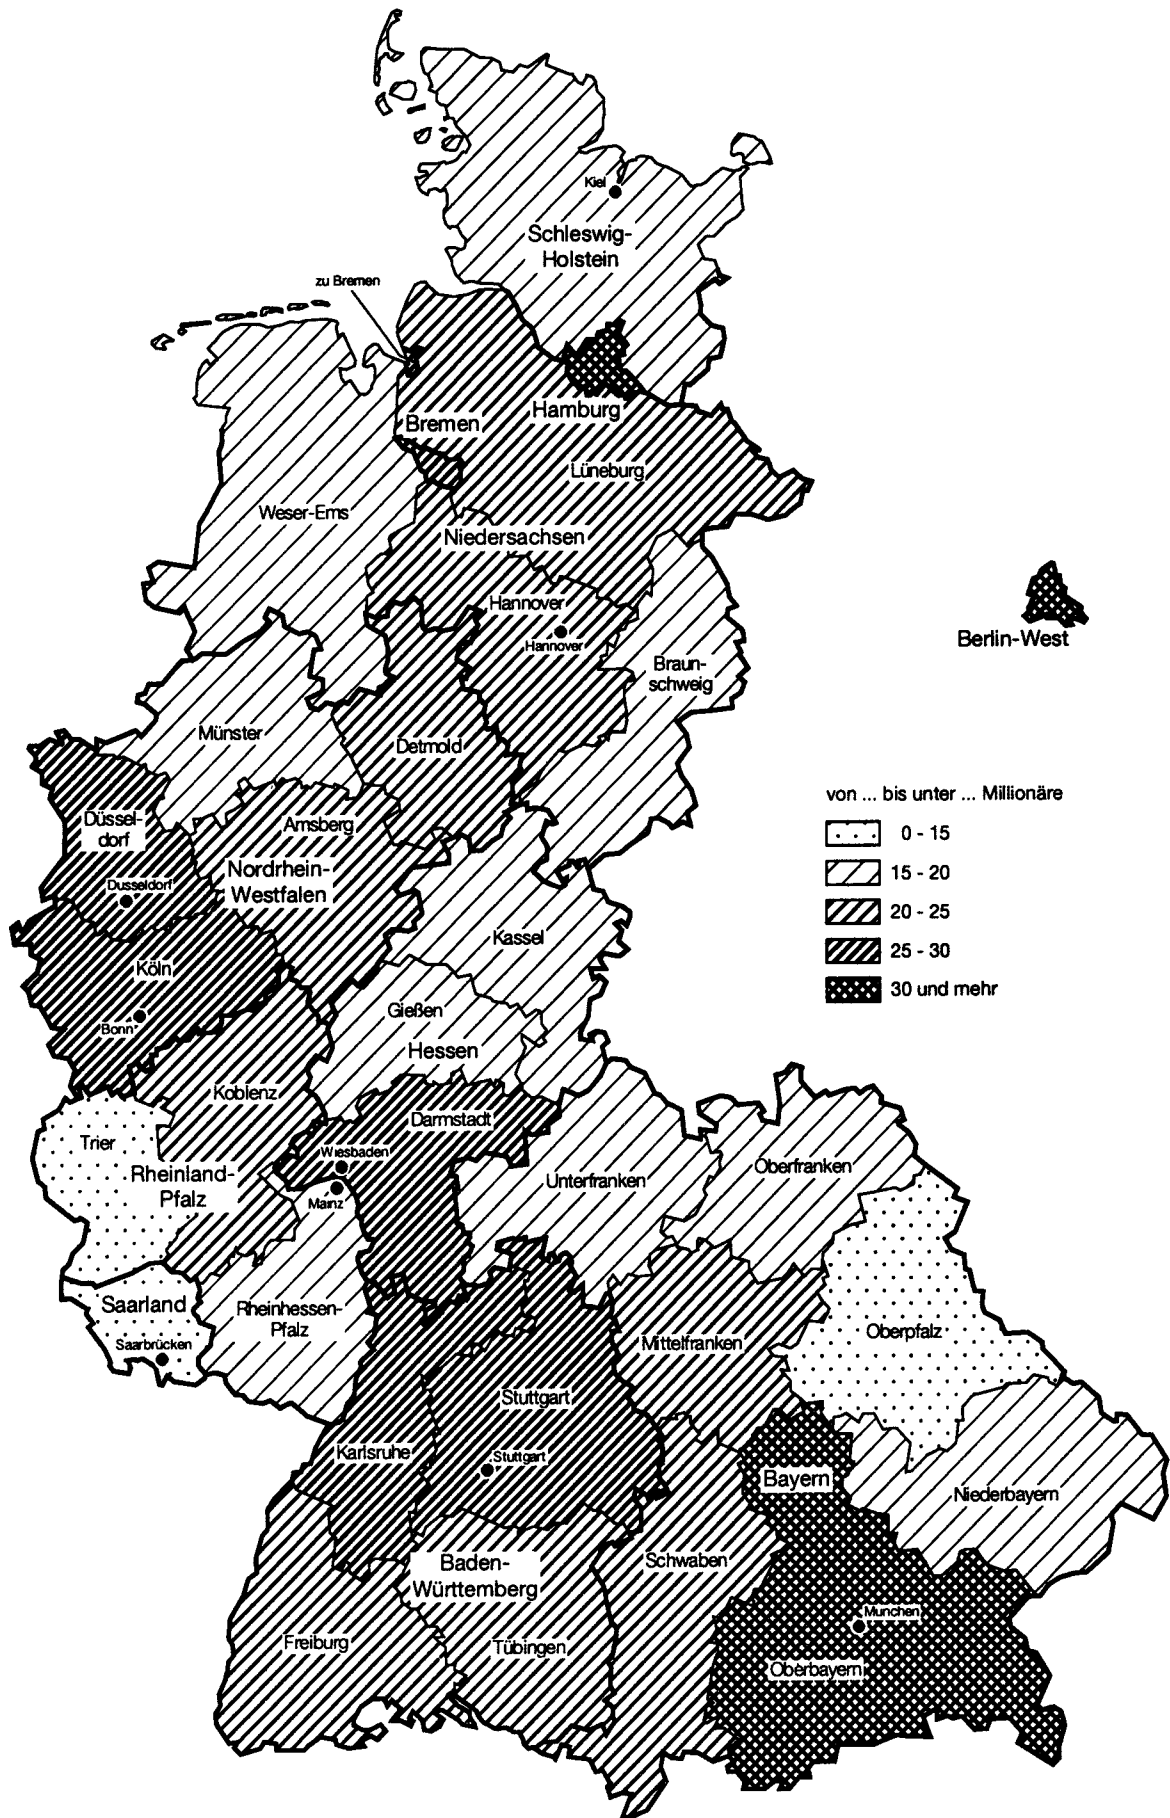 Kiel
Schleswig-
Holstein
zu Bremen
Hamburg
Bremen
Lüneburg
Weser-Ems
Niedersachsen
Hannover
Hannover
Berlin-West
Braun-
schweig
Münster
Detmold
von ... bis unter ... Millionäre
0 - 15
15 - 20
20 - 25
25 - 30
30 und mehr
Düssel-
dorf
Arnsberg
Nordrhein-
Westfalen
Dusseldorf
Kassel
Köln
Gießen
Bonn
Hessen
Koblenz
Darmstadt
Trier
Wiesbaden
Rheinland-
Pfalz
Mainz
Unterfranken
Oberfranken
Saarland
Saarbrücken
Rheinhessen-
Pfalz
Mittelfranken
Oberpfalz
Stuttgart
Karlsruhe
Stuttgart
Bayern
Niederbayern
Baden-
Württemberg
Schwaben
Munchen
Freiburg
Tübingen
Oberbayern